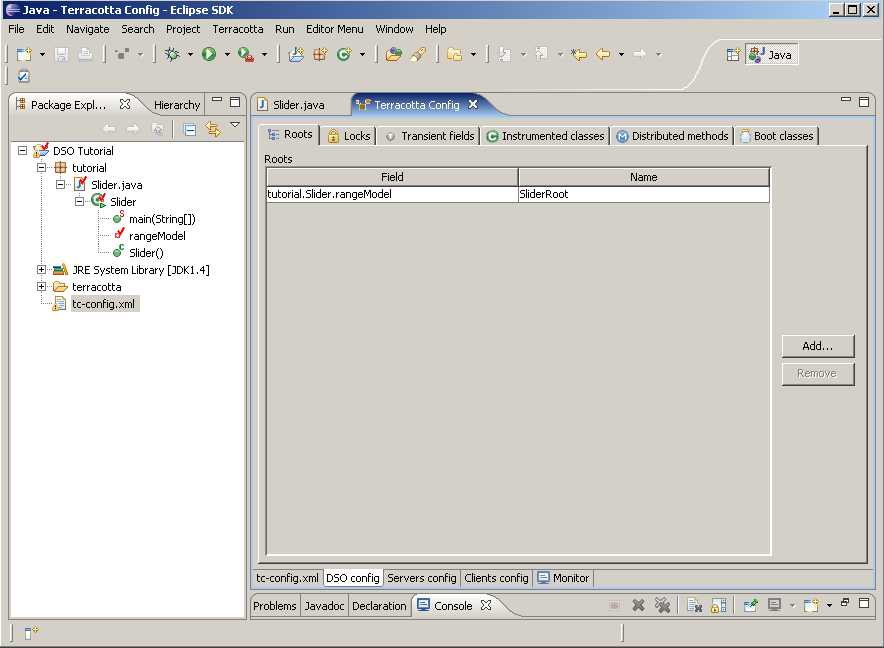 Java - Terracotta Config - Eclipse SDK
File Edit Navigate Search Project Terracotta Run Editor Menu Window Help
Java
Package Expl... Hierarchy
DSO Tutorial
tutorial
Slider.java
Slider
main(String[])
rangeModel
Slider()
JRE System Library [JDK1.4]
terracotta
tc-config.xml
Slider.java Terracotta Config
Roots Locks Transient fields Instrumented classes Distributed methods Boot classes
Roots
Field Name
tutorial.Slider.rangeModel SliderRoot
Add...
Remove
tc-config.xml DSO config Servers config Clients config Monitor
Problems Javadoc Declaration Console